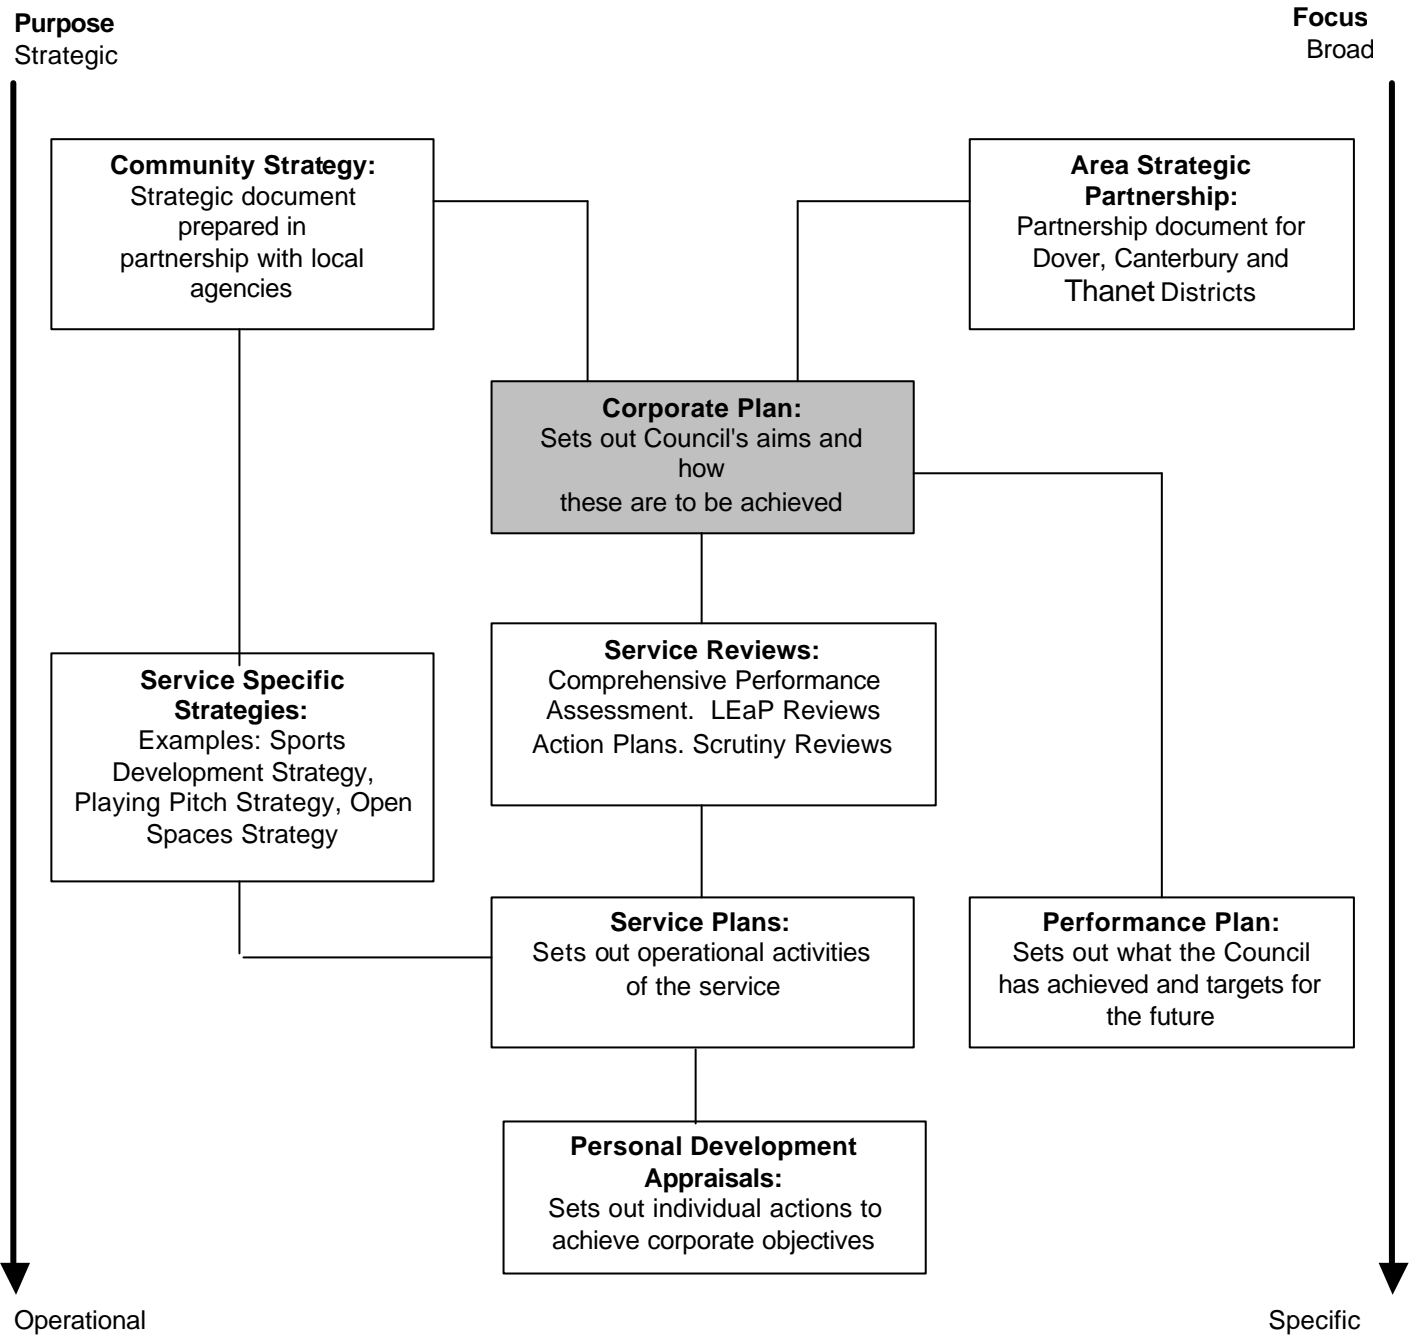 Purpose
Strategic
Focus
Broad
Community Strategy:
Strategic document
prepared in
partnership with local
agencies
Area Strategic
Partnership:
Partnership document for
Dover, Canterbury and
Thanet Districts
Corporate Plan:
Sets out Council's aims and
how
these are to be achieved
Service Reviews:
Comprehensive Performance
Assessment. LEaP Reviews
Action Plans. Scrutiny Reviews
Service Specific
Strategies:
Examples: Sports
Development Strategy,
Playing Pitch Strategy, Open
Spaces Strategy
Service Plans:
Sets out operational activities
of the service
Performance Plan:
Sets out what the Council
has achieved and targets for
the future
Personal Development
Appraisals:
Sets out individual actions to
achieve corporate objectives
Operational
Specific